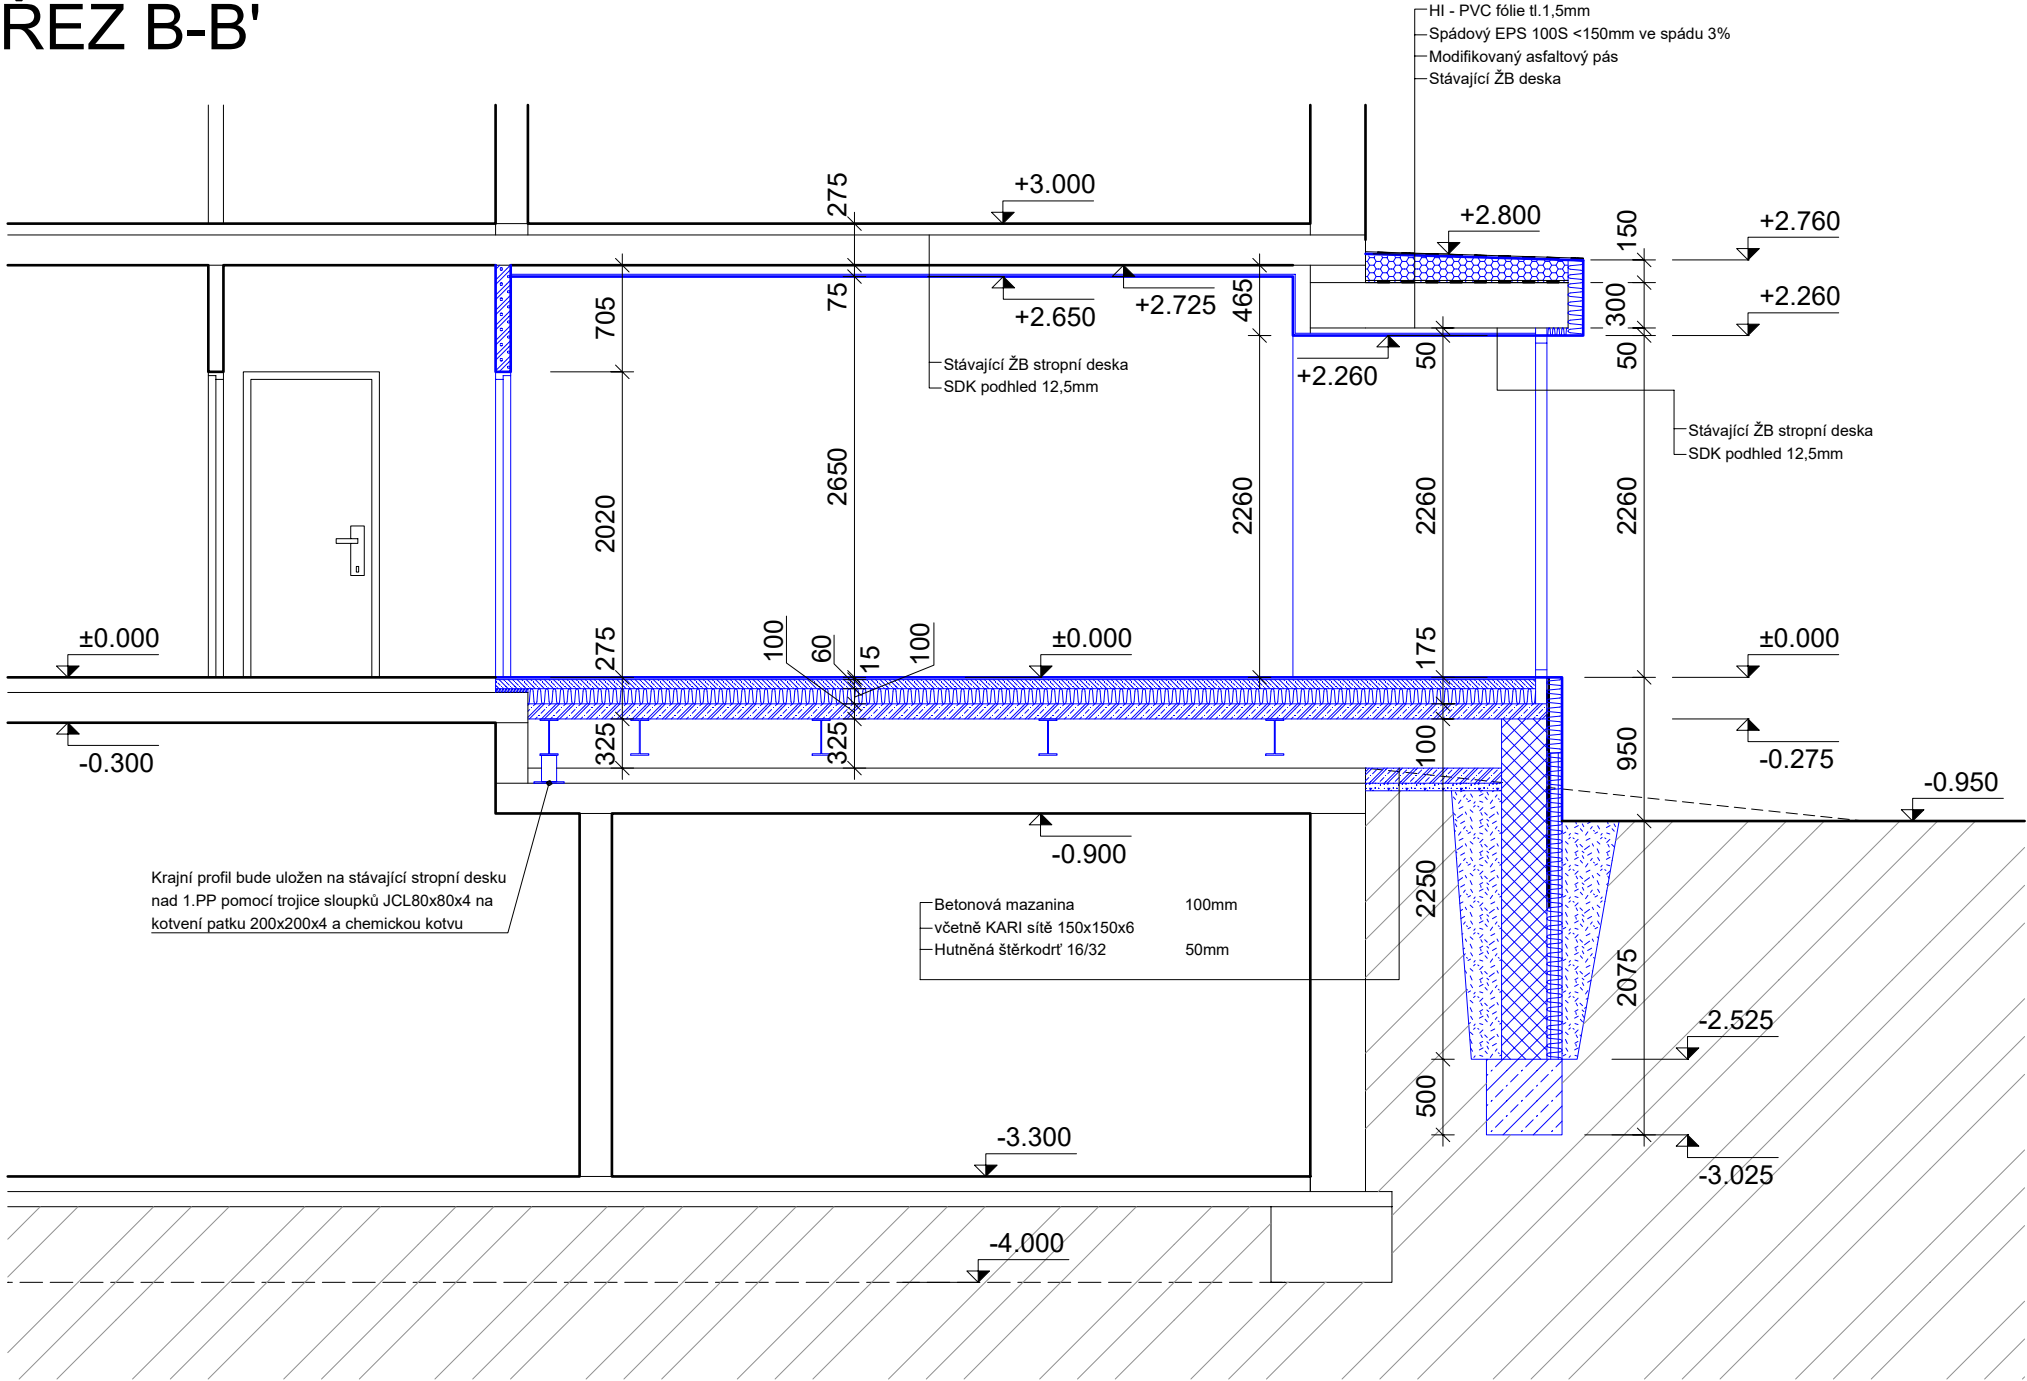 ŘEZ B-B'
HI - PVC fólie tl.1,5mm
Spádový EPS 100S <150mm ve spádu 3%
Modifikovaný asfaltový pás
Stávající ŽB deska
+3.000
275
+2.800
150
+2.760
75
+2.650
+2.725
465
705
300
+2.260
50
50
+2.260
Stávající ŽB stropní deska
SDK podhled 12,5mm
Stávající ŽB stropní deska
SDK podhled 12,5mm
2020
2650
2260
2260
2260
±0.000
275
100
60
15
100
±0.000
175
±0.000
-0.300
325
325
100
950
-0.275
-0.950
-0.900
Krajní profil bude uložen na stávající stropní desku
nad 1.PP pomocí trojice sloupků JCL80x80x4 na
kotvení patku 200x200x4 a chemickou kotvu
Betonová mazanina 100mm
včetně KARI sítě 150x150x6
Hutněná štěrkodrť 16/32 50mm
2250
2075
-2.525
500
-3.300
-3.025
-4.000